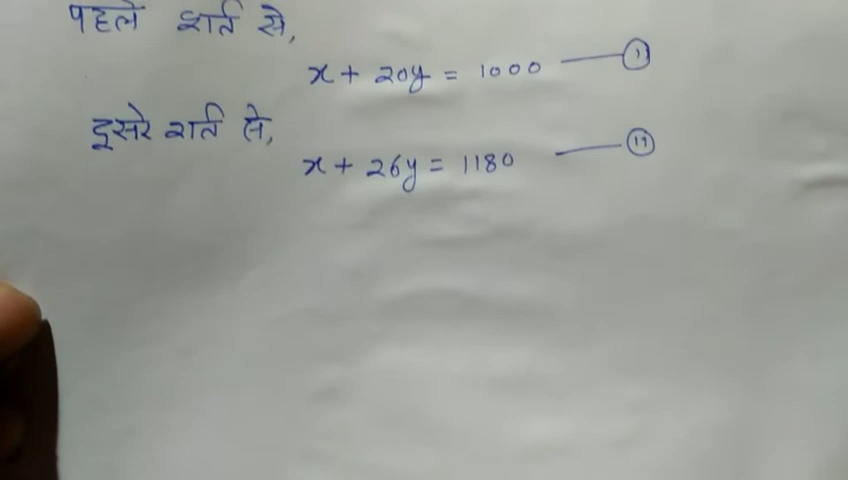 पहले शर्त से,
x + 20y = 1000 —— (i)
दूसरे शर्त से,
x + 26y = 1180 —— (ii)